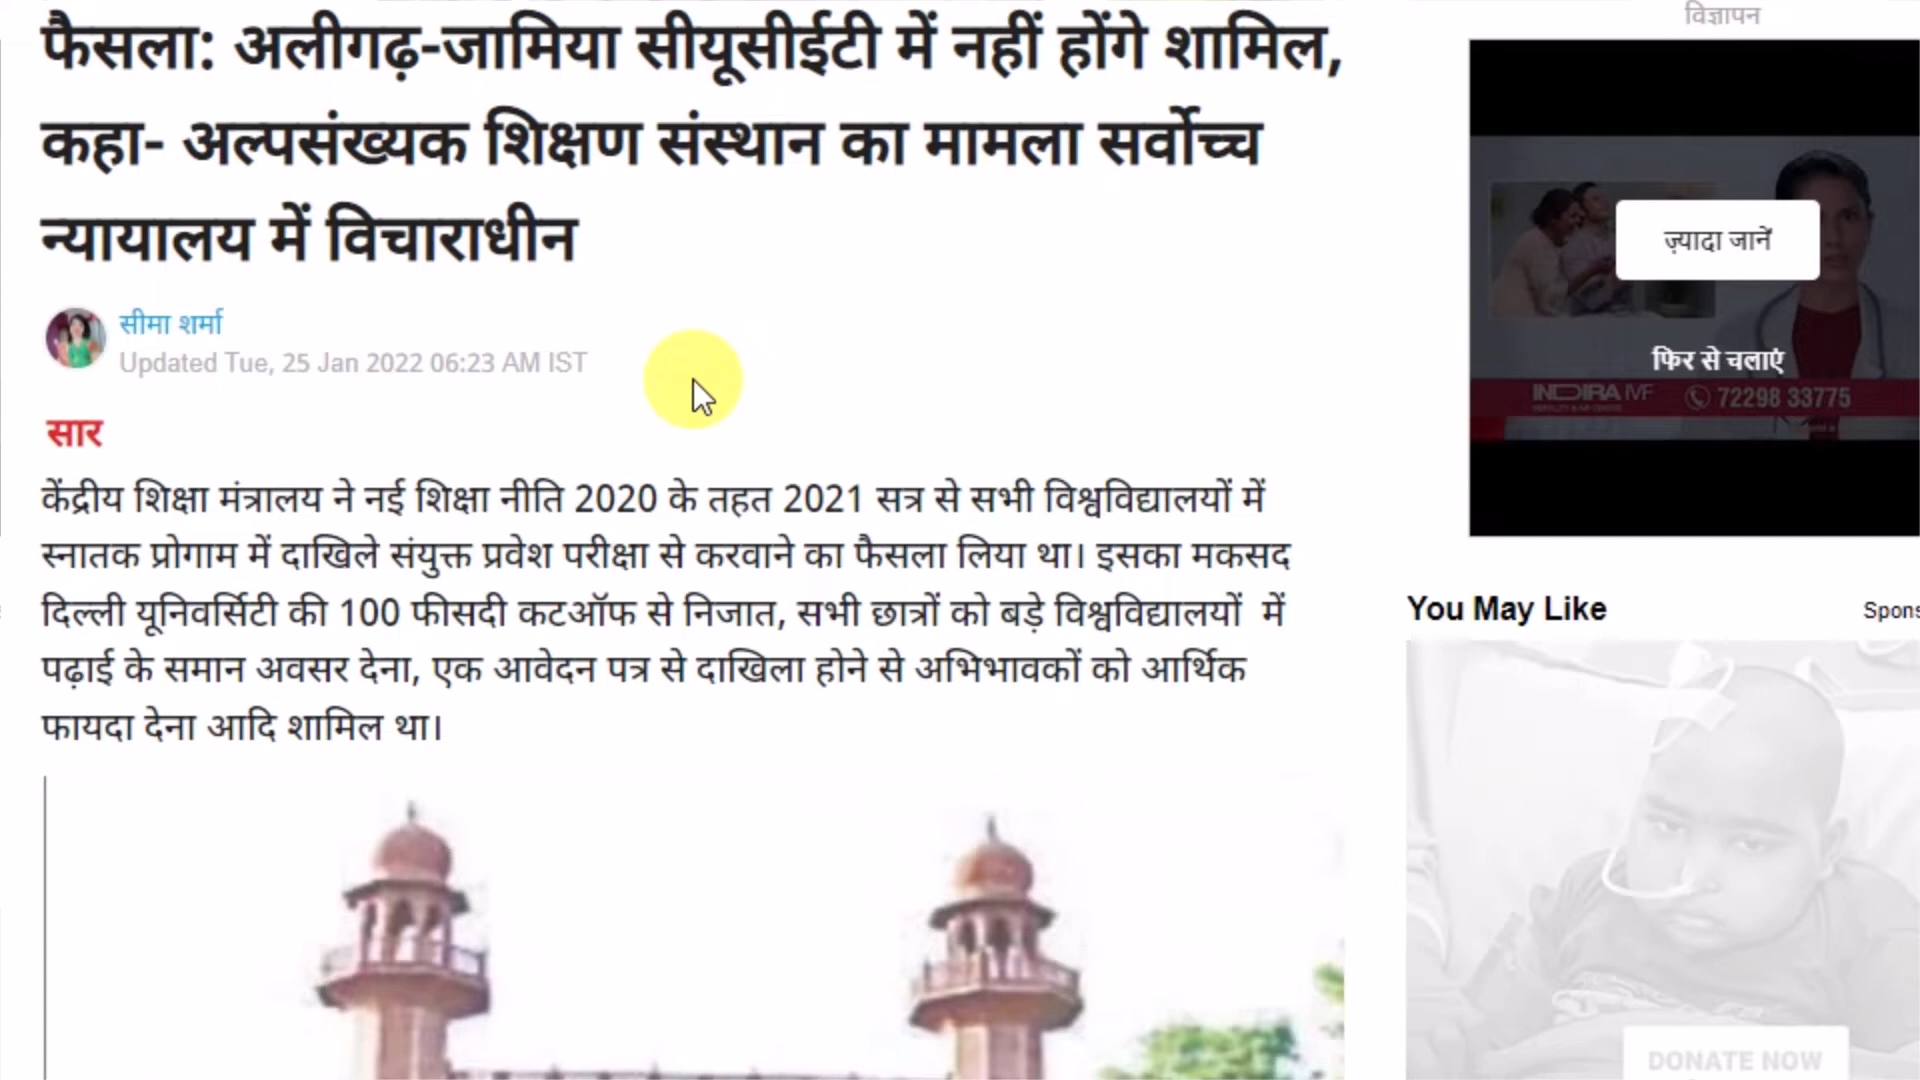 फैसला: अलीगढ़-जामिया सीयूसीईटी में नहीं होंगे शामिल,
कहा- अल्पसंख्यक शिक्षण संस्थान का मामला सर्वोच्च
न्यायालय में विचाराधीन
सीमा शर्मा
Updated Tue, 25 Jan 2022 06:23 AM IST
सार
केंद्रीय शिक्षा मंत्रालय ने नई शिक्षा नीति 2020 के तहत 2021 सत्र से सभी विश्वविद्यालयों में
स्नातक प्रोगाम में दाखिले संयुक्त प्रवेश परीक्षा से करवाने का फैसला लिया था। इसका मकसद
दिल्ली यूनिवर्सिटी की 100 फीसदी कटऑफ से निजात, सभी छात्रों को बड़े विश्वविद्यालयों में
पढ़ाई के समान अवसर देना, एक आवेदन पत्र से दाखिला होने से अभिभावकों को आर्थिक
फायदा देना आदि शामिल था।
विज्ञापन
ज़्यादा जानें
फिर से चलाएं
INDIRA IVF
72298 33775
You May Like
Spons
DONATE NOW